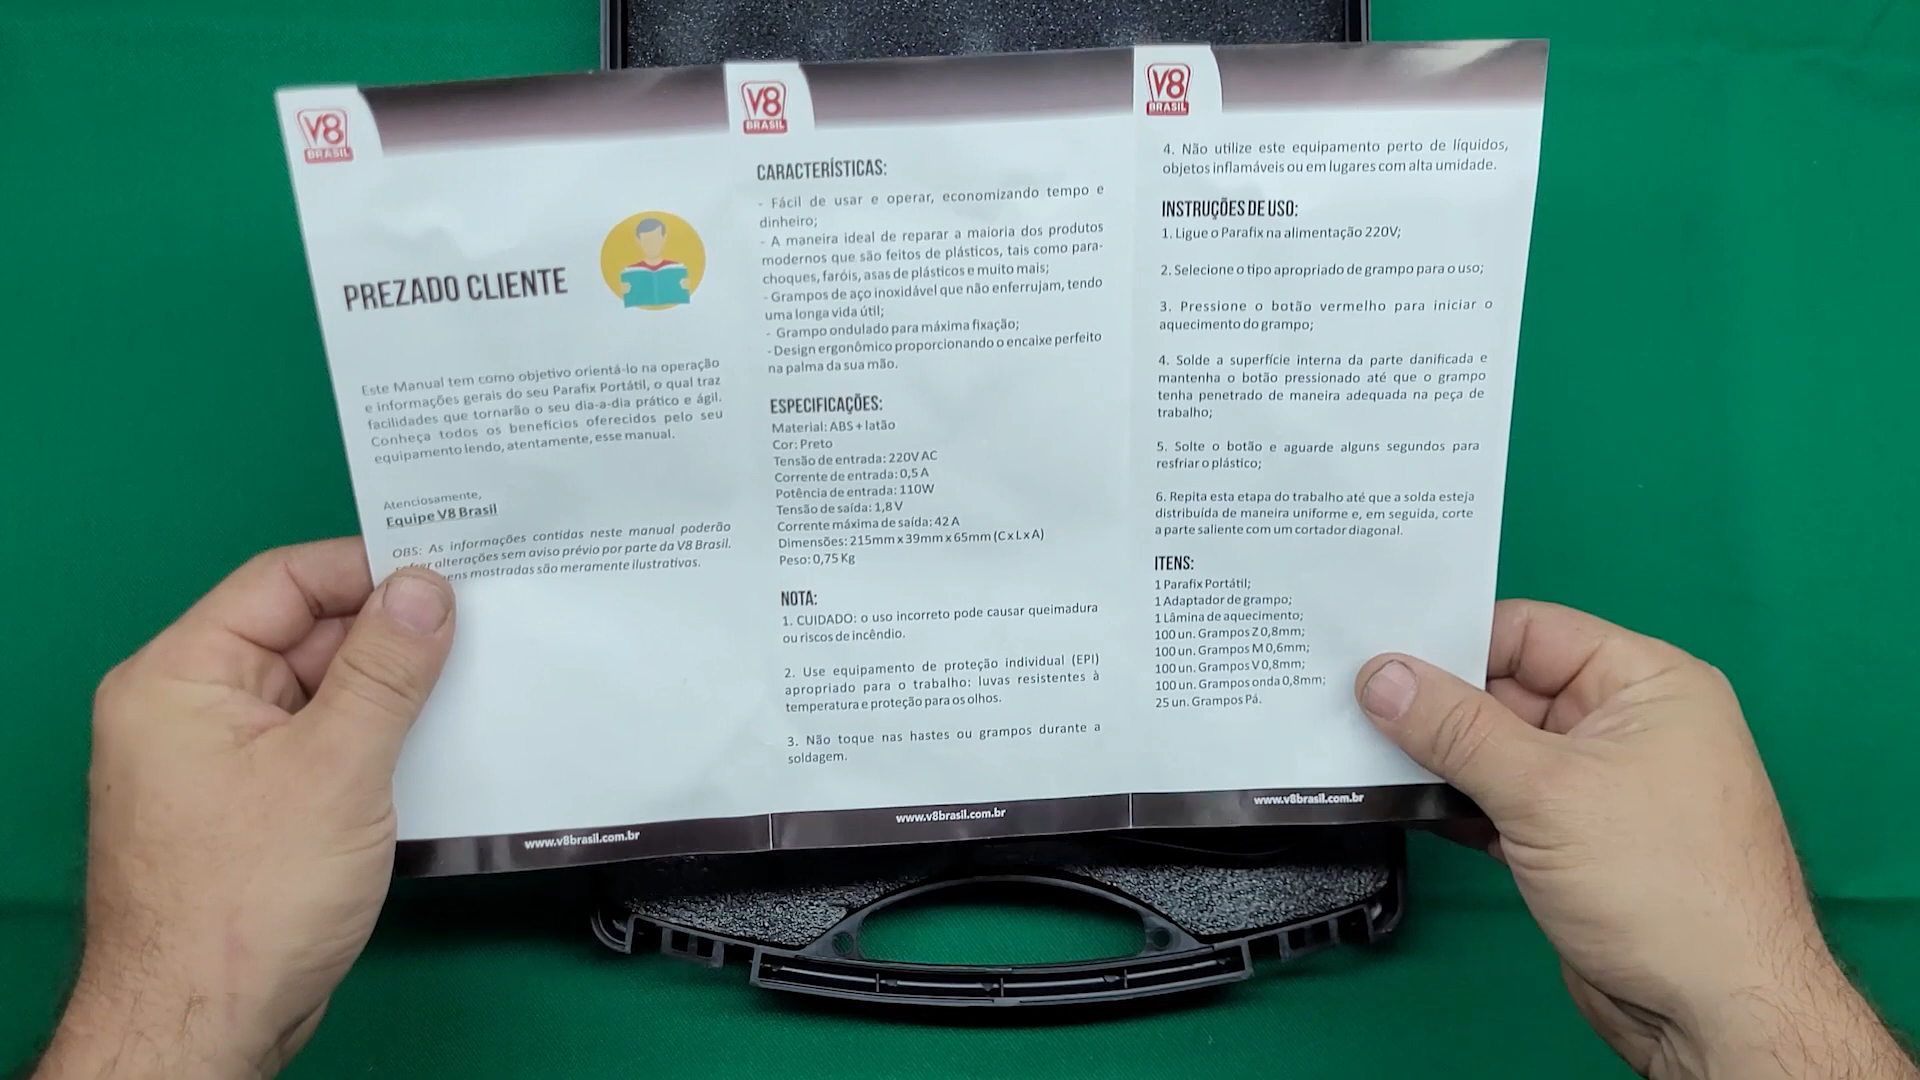 V8
BRASIL
PREZADO CLIENTE
Este Manual tem como objetivo orientá-lo na operação
e informações gerais do seu Parafix Portátil, o qual traz
facilidades que tornarão o seu dia-a-dia prático e ágil.
Conheça todos os benefícios oferecidos pelo seu
equipamento lendo, atentamente, esse manual.
Atenciosamente,
Equipe V8 Brasil
OBS: As informações contidas neste manual poderão
alterações sem aviso prévio por parte da V8 Brasil.
mostradas são meramente ilustrativas.
www.v8brasil.com.br
V8
BRASIL
CARACTERÍSTICAS:
- Fácil de usar e operar, economizando tempo e
dinheiro;
- A maneira ideal de reparar a maioria dos produtos
modernos que são feitos de plásticos, tais como para-
choques, faróis, asas de plásticos e muito mais;
- Grampos de aço inoxidável que não enferrujam, tendo
uma longa vida útil;
- Grampo ondulado para máxima fixação;
- Design ergonômico proporcionando o encaixe perfeito
na palma da sua mão.
ESPECIFICAÇÕES:
Material: ABS + latão
Cor: Preto
Tensão de entrada: 220V AC
Corrente de entrada: 0,5 A
Potência de entrada: 110W
Tensão de saída: 1,8 V
Corrente máxima de saída: 42 A
Dimensões: 215mm x 39mm x 65mm (C x L x A)
Peso: 0,75 Kg
NOTA:
1. CUIDADO: o uso incorreto pode causar queimadura
ou riscos de incêndio.
2. Use equipamento de proteção individual (EPI)
apropriado para o trabalho: luvas resistentes à
temperatura e proteção para os olhos.
3. Não toque nas hastes ou grampos durante a
soldagem.
www.v8brasil.com.br
V8
BRASIL
4. Não utilize este equipamento perto de líquidos,
objetos inflamáveis ou em lugares com alta umidade.
INSTRUÇÕES DE USO:
1. Ligue o Parafix na alimentação 220V;
2. Selecione o tipo apropriado de grampo para o uso;
3. Pressione o botão vermelho para iniciar o
aquecimento do grampo;
4. Solde a superfície interna da parte danificada e
mantenha o botão pressionado até que o grampo
tenha penetrado de maneira adequada na peça de
trabalho;
5. Solte o botão e aguarde alguns segundos para
resfriar o plástico;
6. Repita esta etapa do trabalho até que a solda esteja
distribuída de maneira uniforme e, em seguida, corte
a parte saliente com um cortador diagonal.
ITENS:
1 Parafix Portátil;
1 Adaptador de grampo;
1 Lâmina de aquecimento;
100 un. Grampos Z 0,8mm;
100 un. Grampos M 0,6mm;
100 un. Grampos V 0,8mm;
100 un. Grampos onda 0,8mm;
25 un. Grampos Pá.
www.v8brasil.com.br